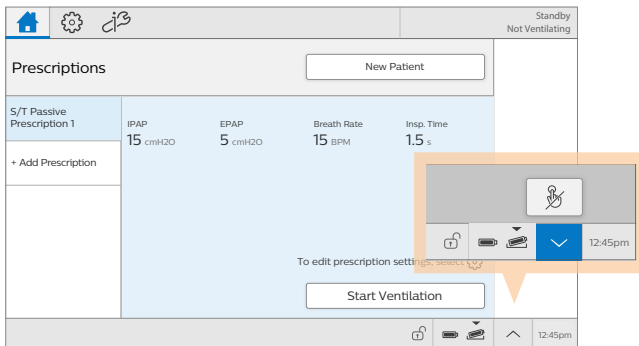 Standby
Not Ventilating
Prescriptions
New Patient
S/T Passive
Prescription 1
+ Add Prescription
IPAP
15 cmH2O
EPAP
5 cmH2O
Breath Rate
15 BPM
Insp. Time
1.5 s
12:45pm
To edit prescription settings, select
Start Ventilation
12:45pm